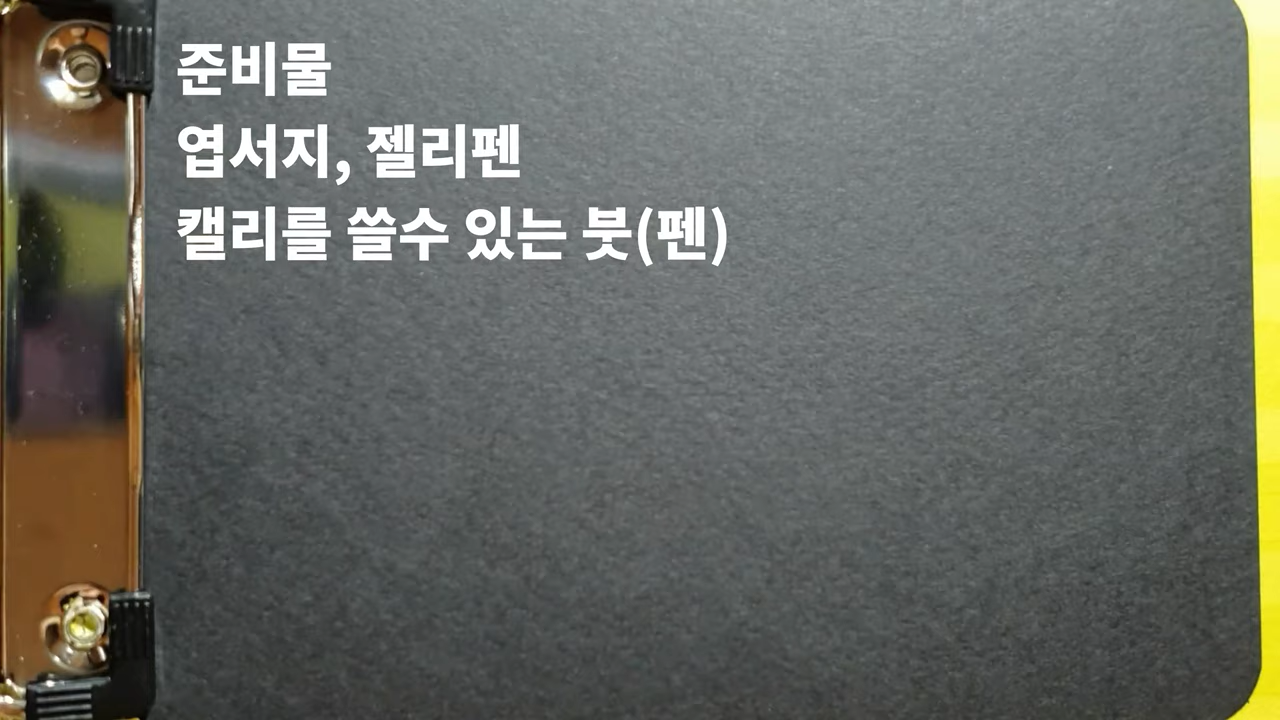 준비물
엽서지, 젤리펜
캘리를 쓸수 있는 붓(펜)